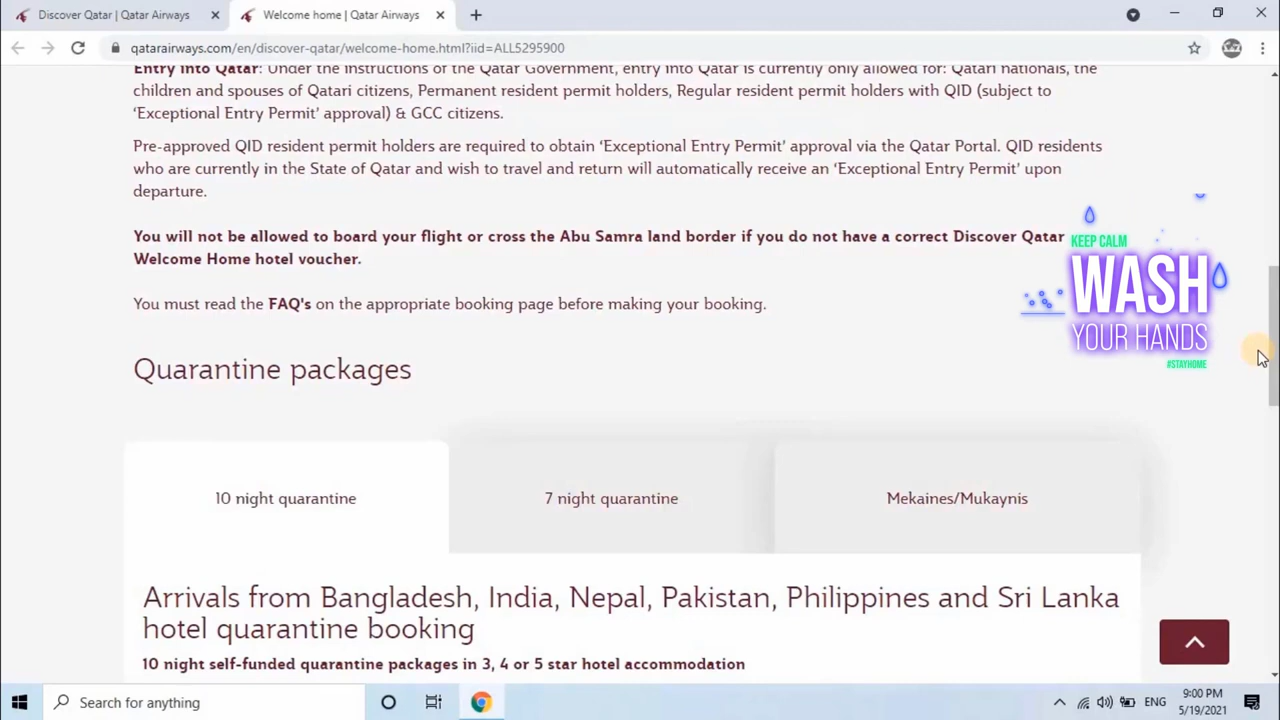 Discover Qatar | Qatar Airways
Welcome home | Qatar Airways
qatarairways.com/en/discover-qatar/welcome-home.html?iid=ALL5295900
Entry into Qatar: Under the instructions of the Qatar Government, entry into Qatar is currently only allowed for: Qatari nationals, the
children and spouses of Qatari citizens, Permanent resident permit holders, Regular resident permit holders with QID (subject to
‘Exceptional Entry Permit’ approval) & GCC citizens.
Pre-approved QID resident permit holders are required to obtain ‘Exceptional Entry Permit’ approval via the Qatar Portal. QID residents
who are currently in the State of Qatar and wish to travel and return will automatically receive an ‘Exceptional Entry Permit’ upon
departure.
You will not be allowed to board your flight or cross the Abu Samra land border if you do not have a correct Discover Qatar
Welcome Home hotel voucher.
KEEP CALM
WASH
YOUR HANDS
#STAYHOME
You must read the FAQ's on the appropriate booking page before making your booking.
Quarantine packages
10 night quarantine
7 night quarantine
Mekaines/Mukaynis
Arrivals from Bangladesh, India, Nepal, Pakistan, Philippines and Sri Lanka
hotel quarantine booking
10 night self-funded quarantine packages in 3, 4 or 5 star hotel accommodation
Search for anything
ENG
9:00 PM
5/19/2021